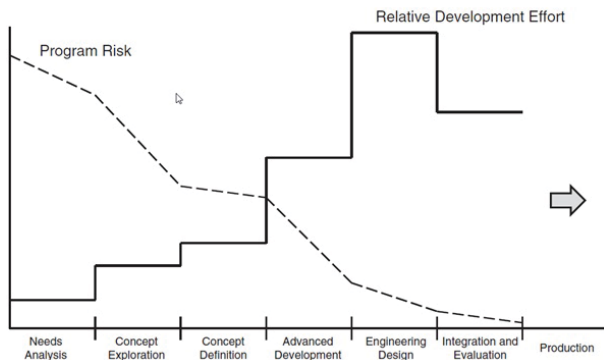 Relative Development Effort
Program Risk
Needs
Analysis
Concept
Exploration
Concept
Definition
Advanced
Development
Engineering
Design
Integration and
Evaluation
Production